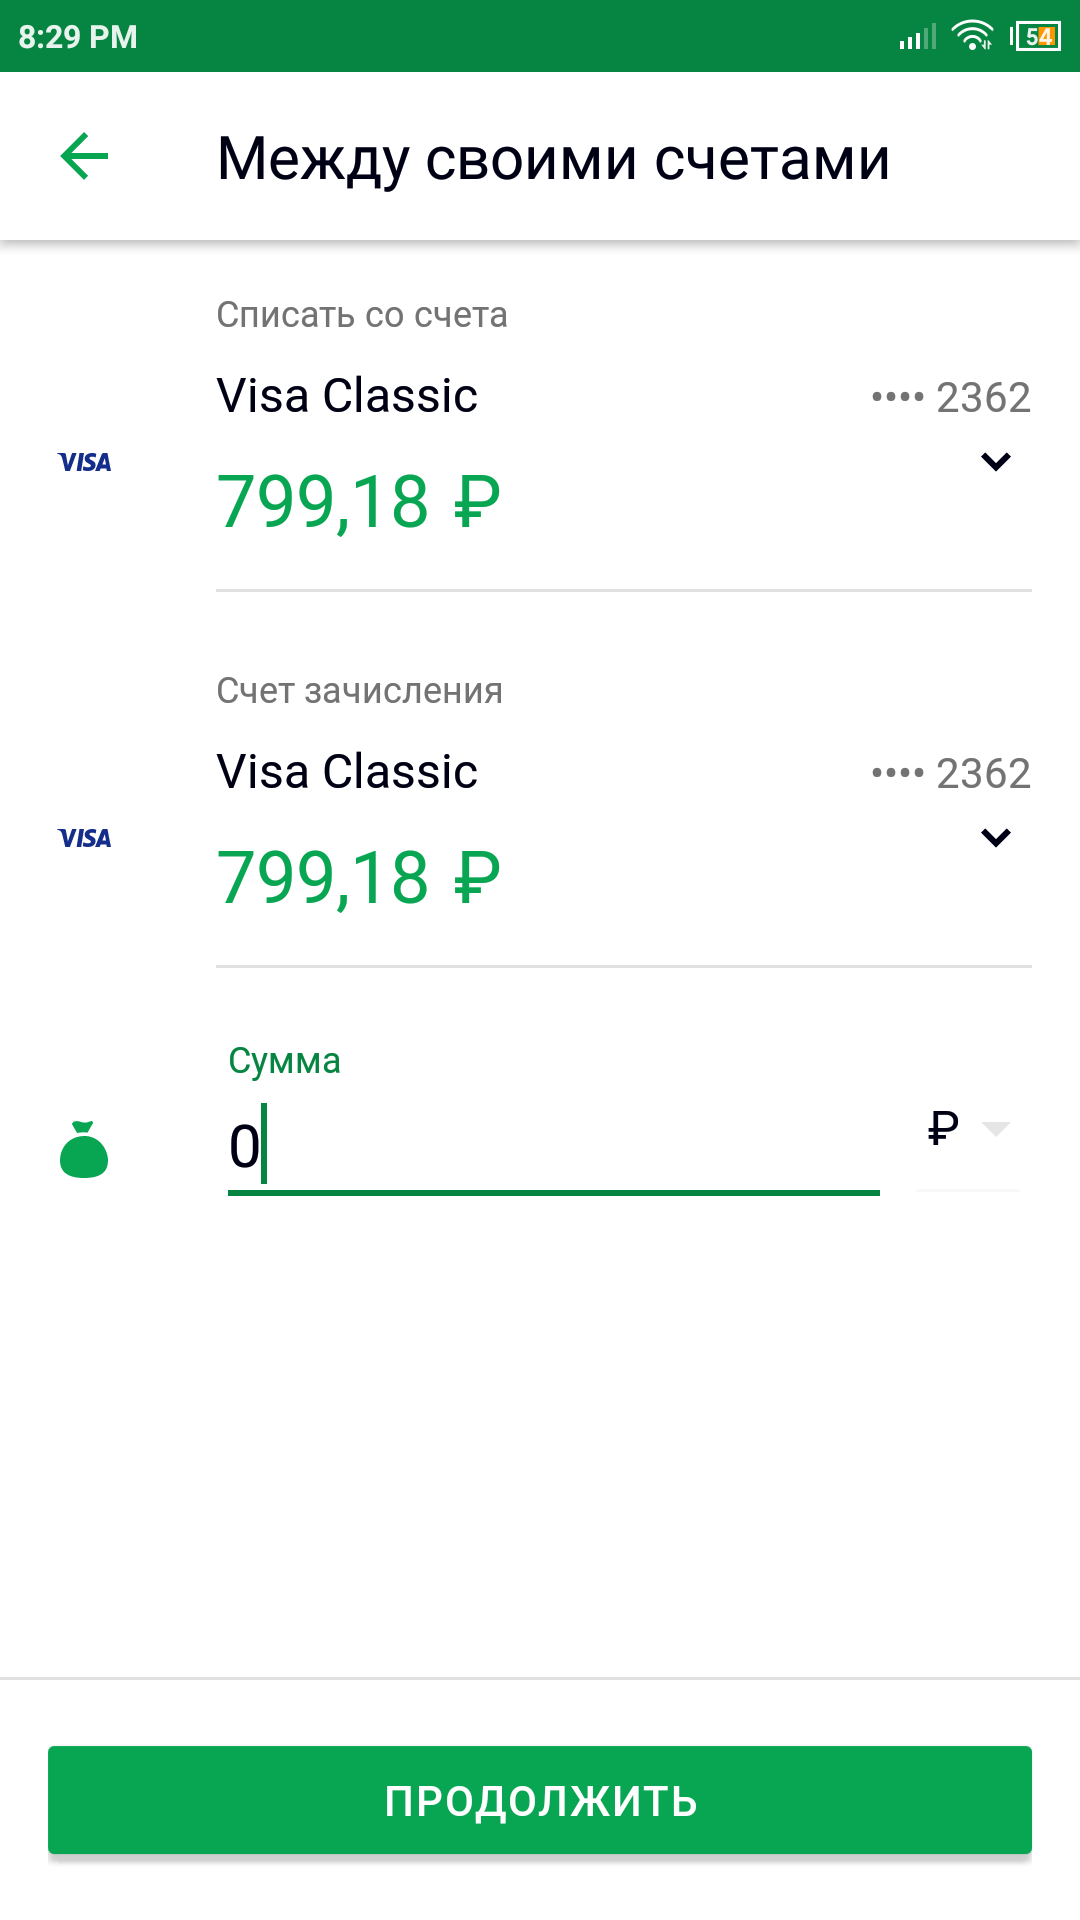 8:29 PM
54
Между своими счетами
Списать со счета
Visa Classic
•••• 2362
VISA
799,18 ₽
Счет зачисления
Visa Classic
•••• 2362
VISA
799,18 ₽
Сумма
0
₽
ПРОДОЛЖИТЬ